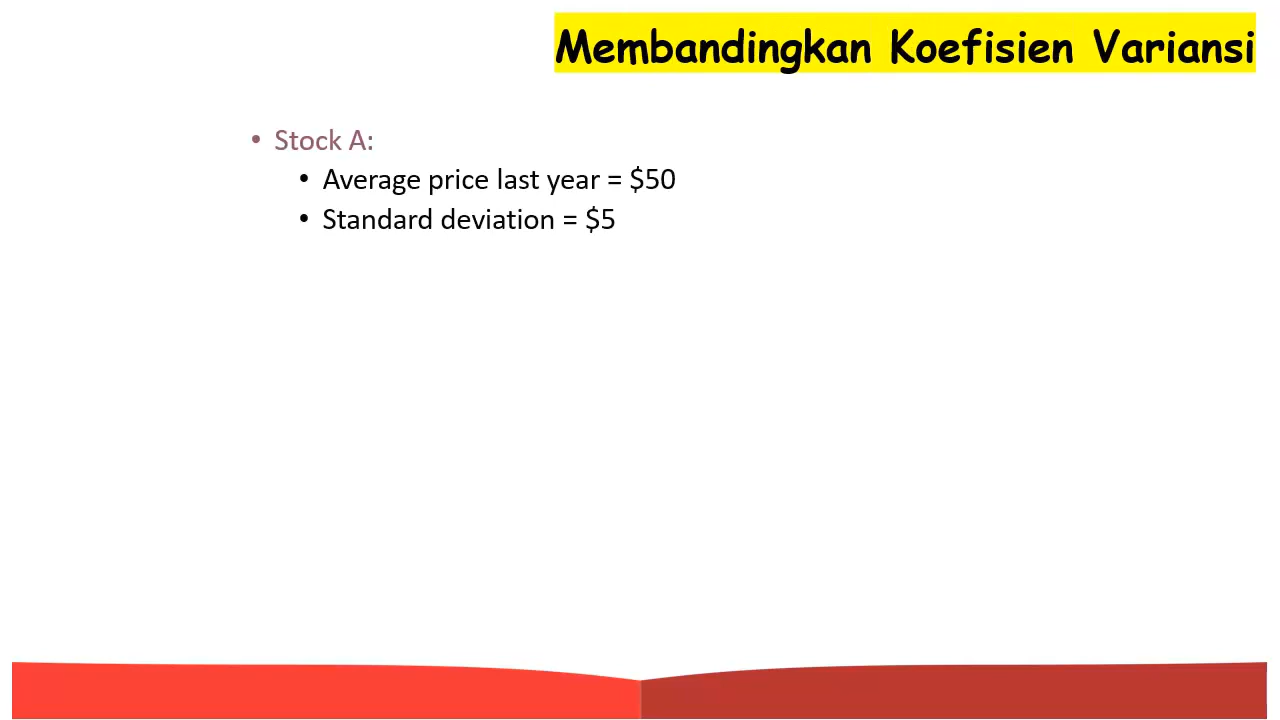 Membandingkan Koefisien Variansi
• Stock A:
• Average price last year = $50
• Standard deviation = $5